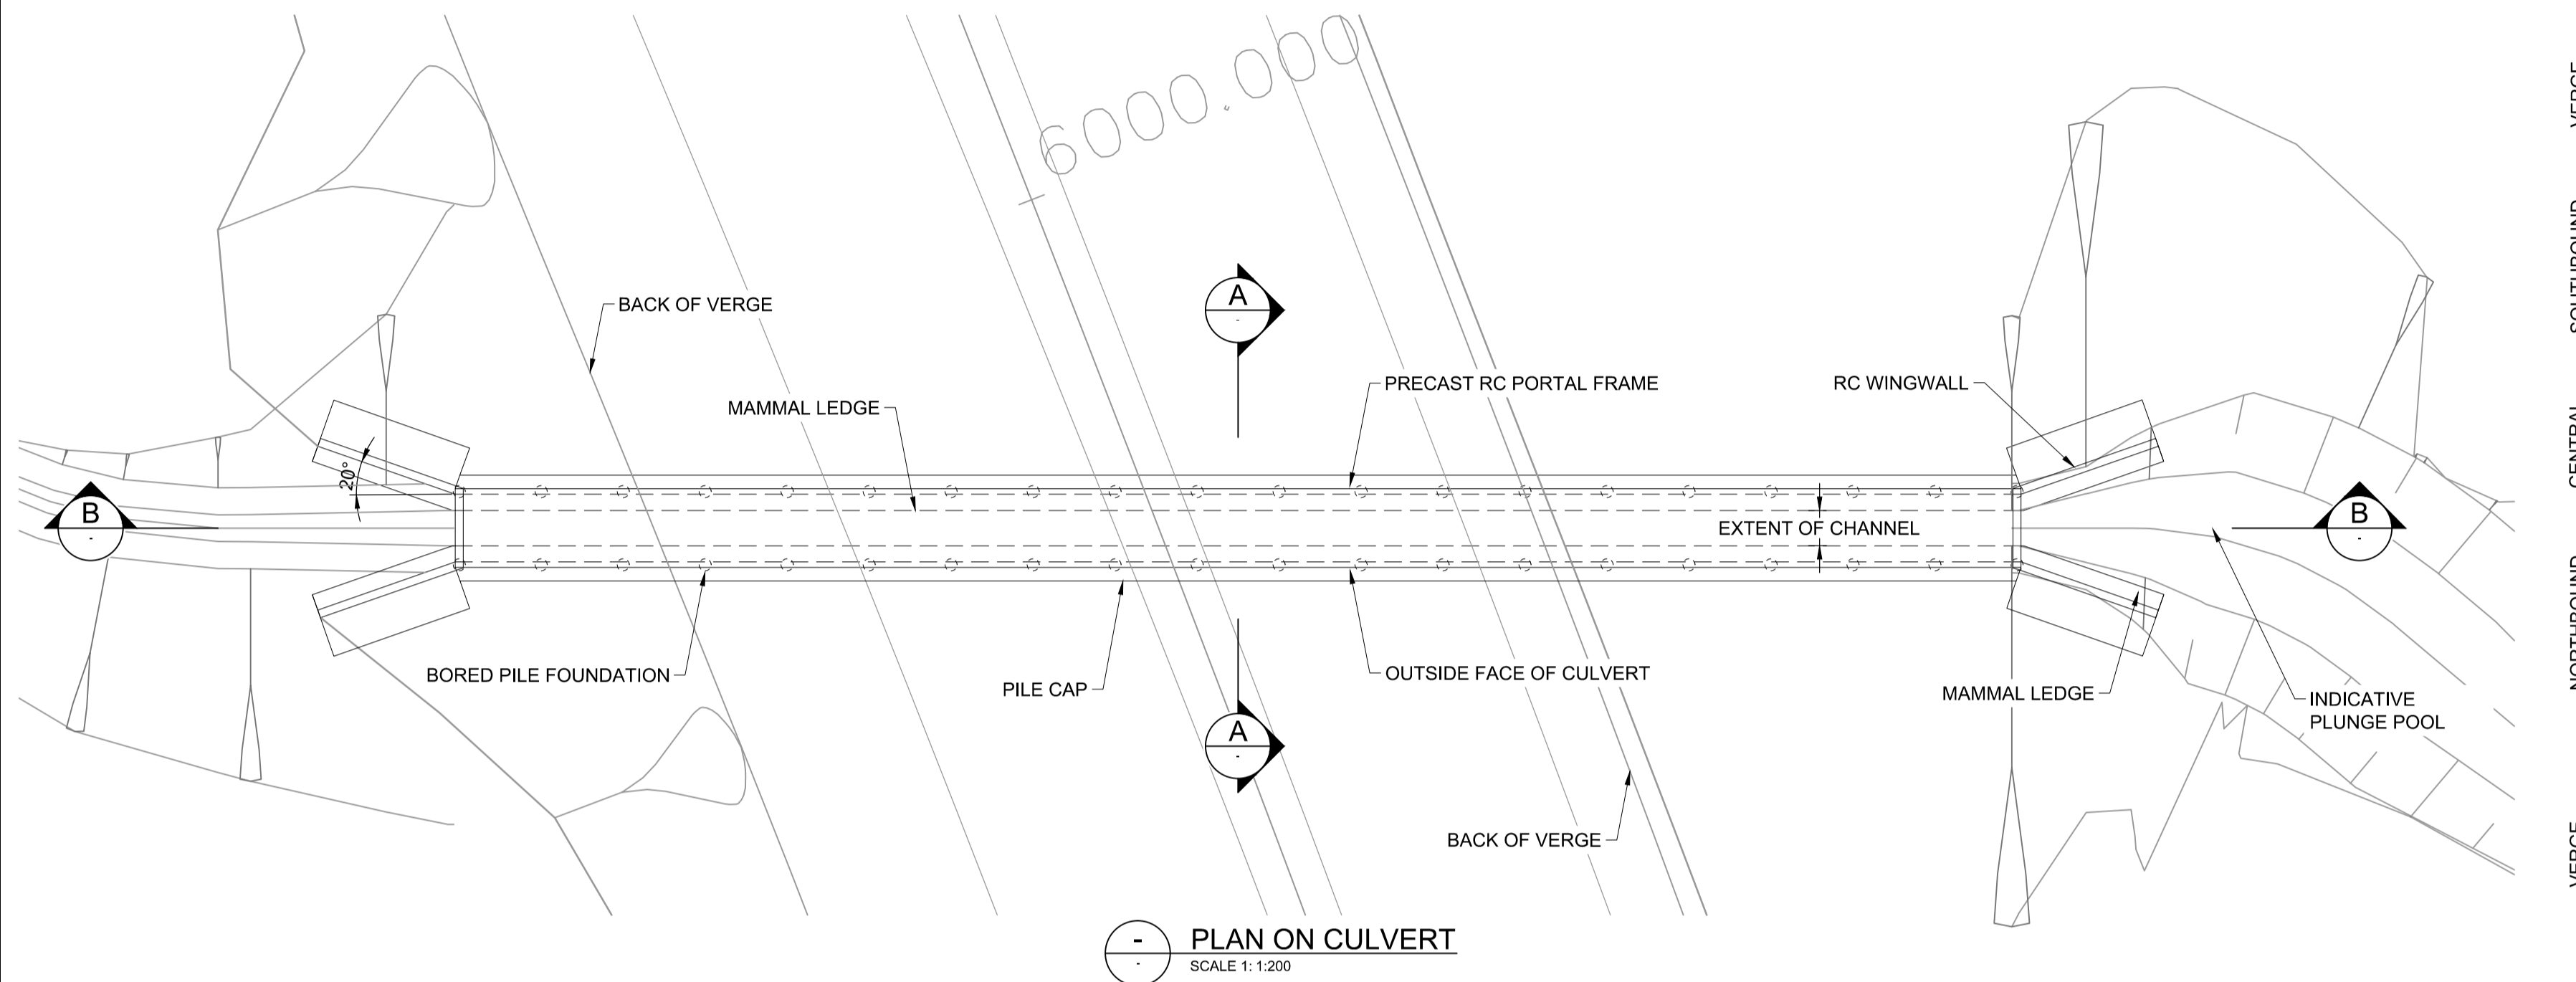 6000.000
VERGE
SOUTHBOUND
CENTRAL
NORTHBOUND
VERGE
A
-
BACK OF VERGE
PRECAST RC PORTAL FRAME
RC WINGWALL
MAMMAL LEDGE
20°
B
-
EXTENT OF CHANNEL
B
-
BORED PILE FOUNDATION
PILE CAP
OUTSIDE FACE OF CULVERT
MAMMAL LEDGE
INDICATIVE
PLUNGE POOL
A
-
BACK OF VERGE
-
-
PLAN ON CULVERT
SCALE 1: 1:200